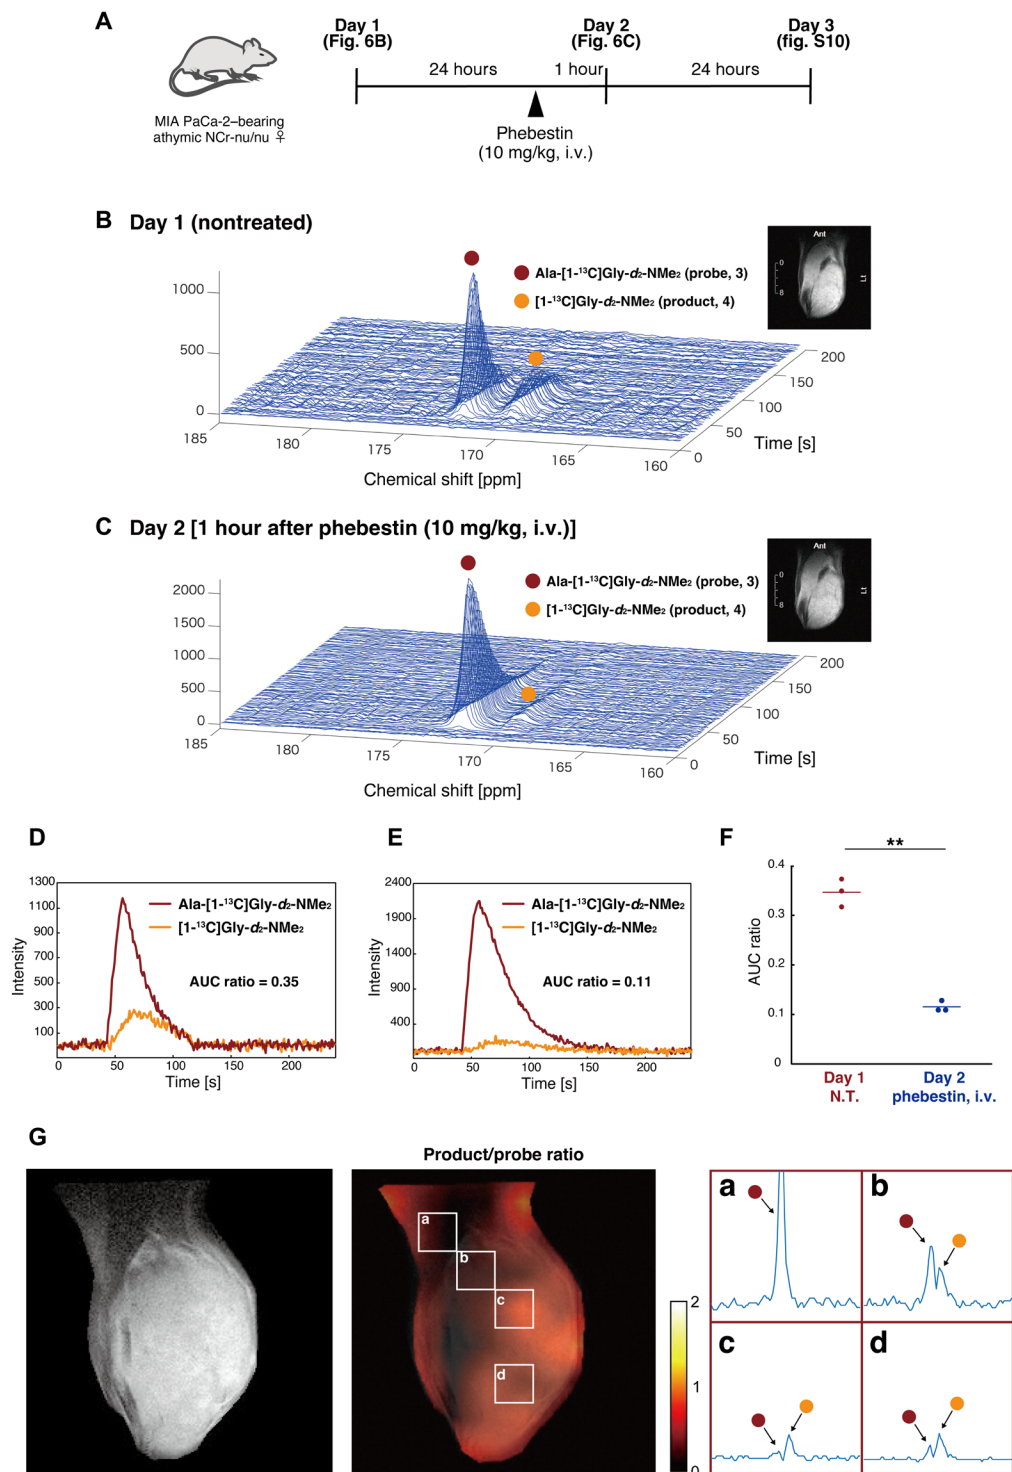 A
Day 1
(Fig. 6B)
Day 2
(Fig. 6C)
Day 3
(fig. S10)
24 hours
1 hour
24 hours
MIA PaCa-2–bearing
athymic NCr-nu/nu ♀
Phebestin
(10 mg/kg, i.v.)
B Day 1 (nontreated)
Ala-[1-¹³C]Gly-d₂-NMe₂ (probe, 3)
[1-¹³C]Gly-d₂-NMe₂ (product, 4)
Ant
0
8
Lt
1000
500
0
185
180
175
170
165
160
Chemical shift [ppm]
0
50
100
150
200
Time [s]
C Day 2 [1 hour after phebestin (10 mg/kg, i.v.)]
Ala-[1-¹³C]Gly-d₂-NMe₂ (probe, 3)
[1-¹³C]Gly-d₂-NMe₂ (product, 4)
Ant
0
8
Lt
2000
1500
1000
500
0
185
180
175
170
165
160
Chemical shift [ppm]
0
50
100
150
200
Time [s]
D
1300
1100
900
700
500
300
100
Intensity
Ala-[1-¹³C]Gly-d₂-NMe₂
[1-¹³C]Gly-d₂-NMe₂
AUC ratio = 0.35
0
50
100
150
200
Time [s]
E
2400
1900
1400
900
400
Intensity
Ala-[1-¹³C]Gly-d₂-NMe₂
[1-¹³C]Gly-d₂-NMe₂
AUC ratio = 0.11
0
50
100
150
200
Time [s]
F
**
0.4
0.3
0.2
0.1
0
AUC ratio
Day 1
N.T.
Day 2
phebestin, i.v.
G
Product/probe ratio
a
b
c
d
2
1
0
a
b
c
d